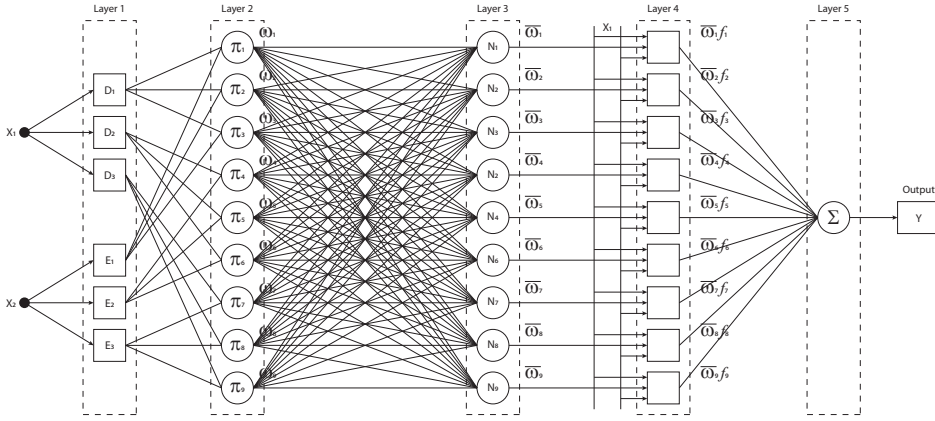 Layer 1
Layer 2
Layer 3
Layer 4
Layer 5
X₁
X₂
D₁
D₂
D₃
E₁
E₂
E₃
π₁
π₂
π₃
π₄
π₅
π₆
π₇
π₈
π₉
ω₁
N₁
N₂
N₃
N₂
N₄
N₆
N₇
N₈
N₉
ω̅₁
ω̅₂
ω̅₃
ω̅₄
ω̅₅
ω̅₆
ω̅₇
ω̅₈
ω̅₉
X₁
ω̅₁f₁
ω̅₂f₂
ω̅₃f₃
ω̅₄f₄
ω̅₅f₅
ω̅₆f₆
ω̅₇f₇
ω̅₈f₈
ω̅₉f₉
Σ
Output
Y